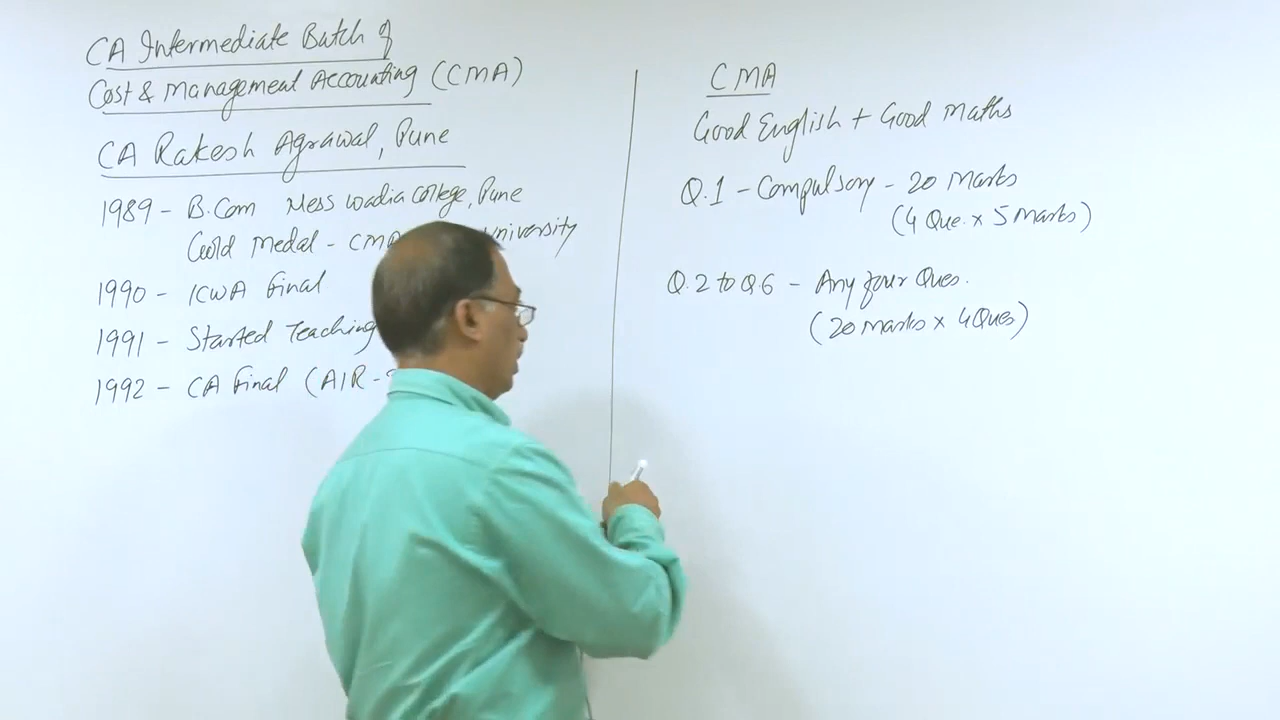 CA Intermediate Batch of
Cost & Management Accounting (CMA)
CA Rakesh Agrawal, Pune
1989 - B.Com Ness Wadia College, Pune
Gold Medal - CMA University
1990 - ICWA Final
1991 - Started Teaching
1992 - CA Final (AIR -
CMA
Good English + Good Maths
Q.1 - Compulsory - 20 Marks
(4 Que. x 5 Marks)
Q.2 to Q.6 - Any four Ques.
(20 Marks x 4 Ques)